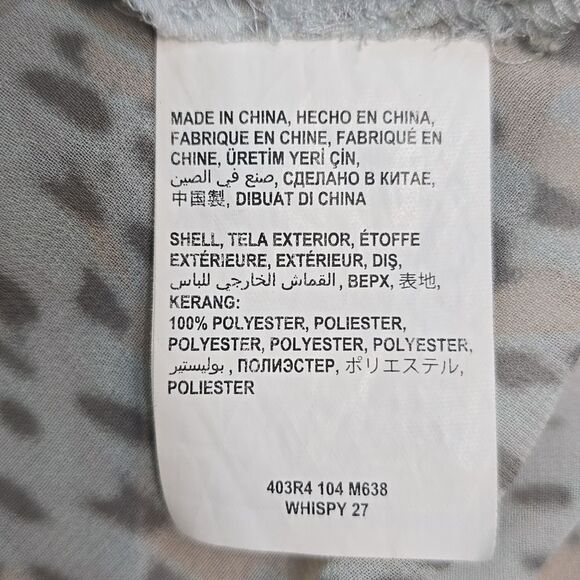 MADE IN CHINA, HECHO EN CHINA,
FABRIQUE EN CHINE, FABRIQUÉ EN
CHINE, ÜRETİM YERİ ÇİN,
صنع في الصين, СДЕЛАНО В КИТАЕ,
中国製, DIBUAT DI CHINA
SHELL, TELA EXTERIOR, ÉTOFFE
EXTÉRIEURE, EXTÉRIEUR, DIŞ,
القماش الخارجي للباس, ВЕРХ, 表地,
KERANG:
100% POLYESTER, POLIESTER,
POLYESTER, POLYESTER, POLYESTER,
بوليستير, ПОЛИЭСТЕР, ポリエステル,
POLIESTER
403R4 104 M638
WHISPY 27